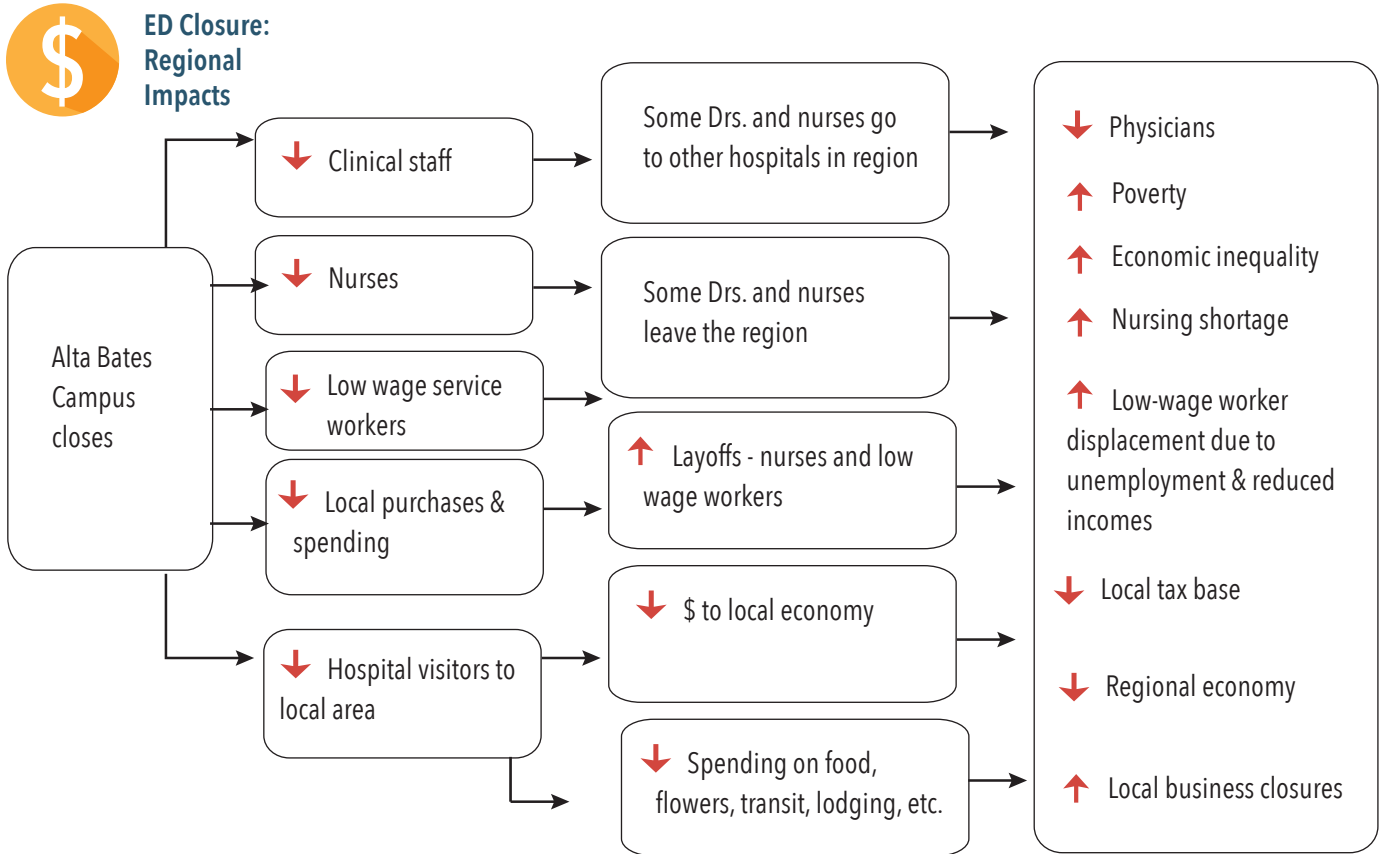 $
ED Closure:
Regional
Impacts
Alta Bates
Campus
closes
Clinical staff
Nurses
Low wage service
workers
Local purchases &
spending
Hospital visitors to
local area
Some Drs. and nurses go
to other hospitals in region
Some Drs. and nurses
leave the region
Layoffs - nurses and low
wage workers
$ to local economy
Spending on food,
flowers, transit, lodging, etc.
Physicians
Poverty
Economic inequality
Nursing shortage
Low-wage worker
displacement due to
unemployment & reduced
incomes
Local tax base
Regional economy
Local business closures